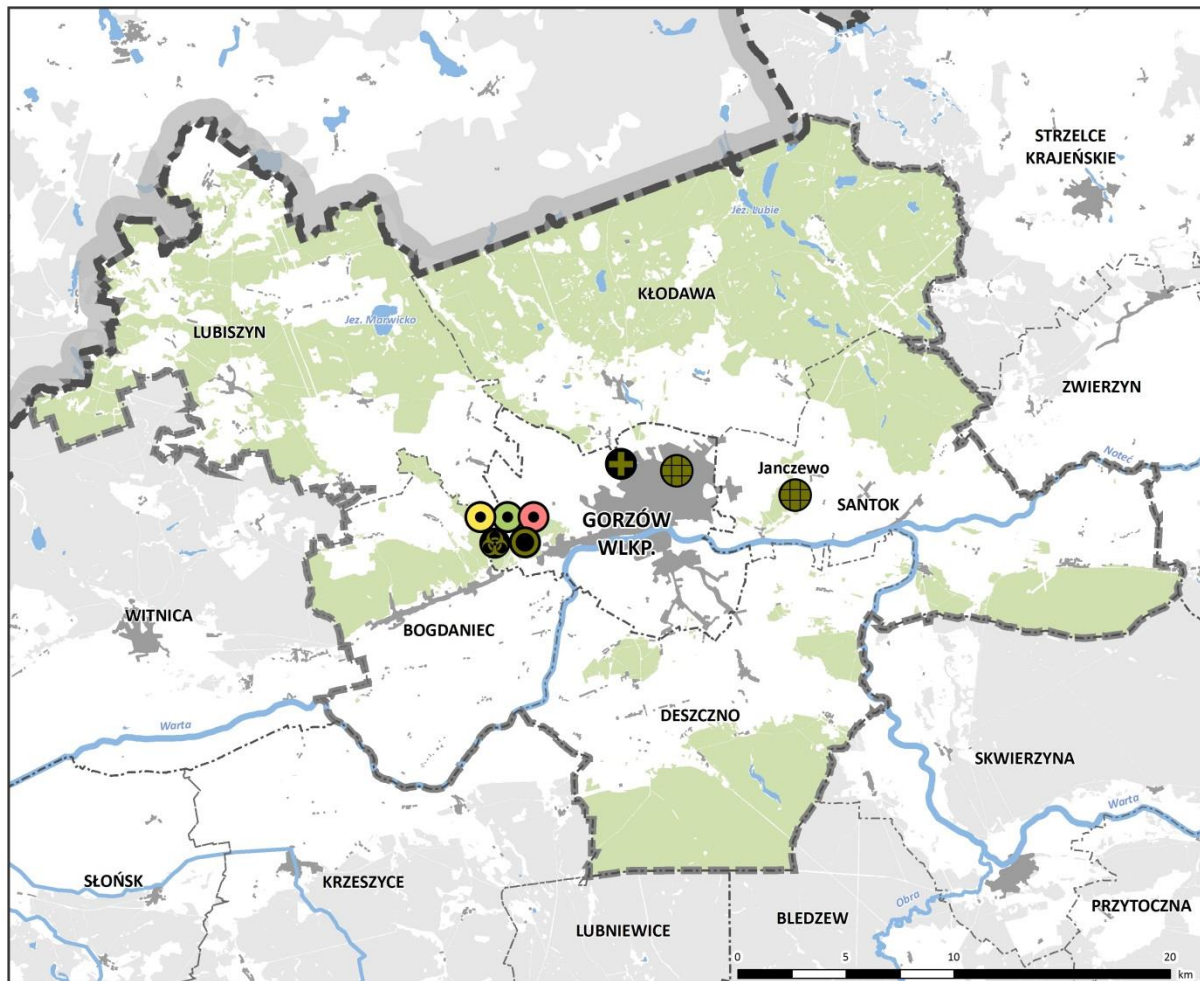 STRZELCE
KRAJEŃSKIE
Jez. Lubie
KŁODAWA
LUBISZYN
Jez. Marwicko
ZWIERZYN
Noteć
Janczewo
SANTOK
GORZÓW
WLKP.
WITNICA
BOGDANIEC
Warta
DESZCZNO
SKWIERZYNA
Warta
SŁOŃSK
KRZESZYCE
Obra
PRZYTOCZNA
LUBNIEWICE
BLEDZEW
0 5 10 20
km